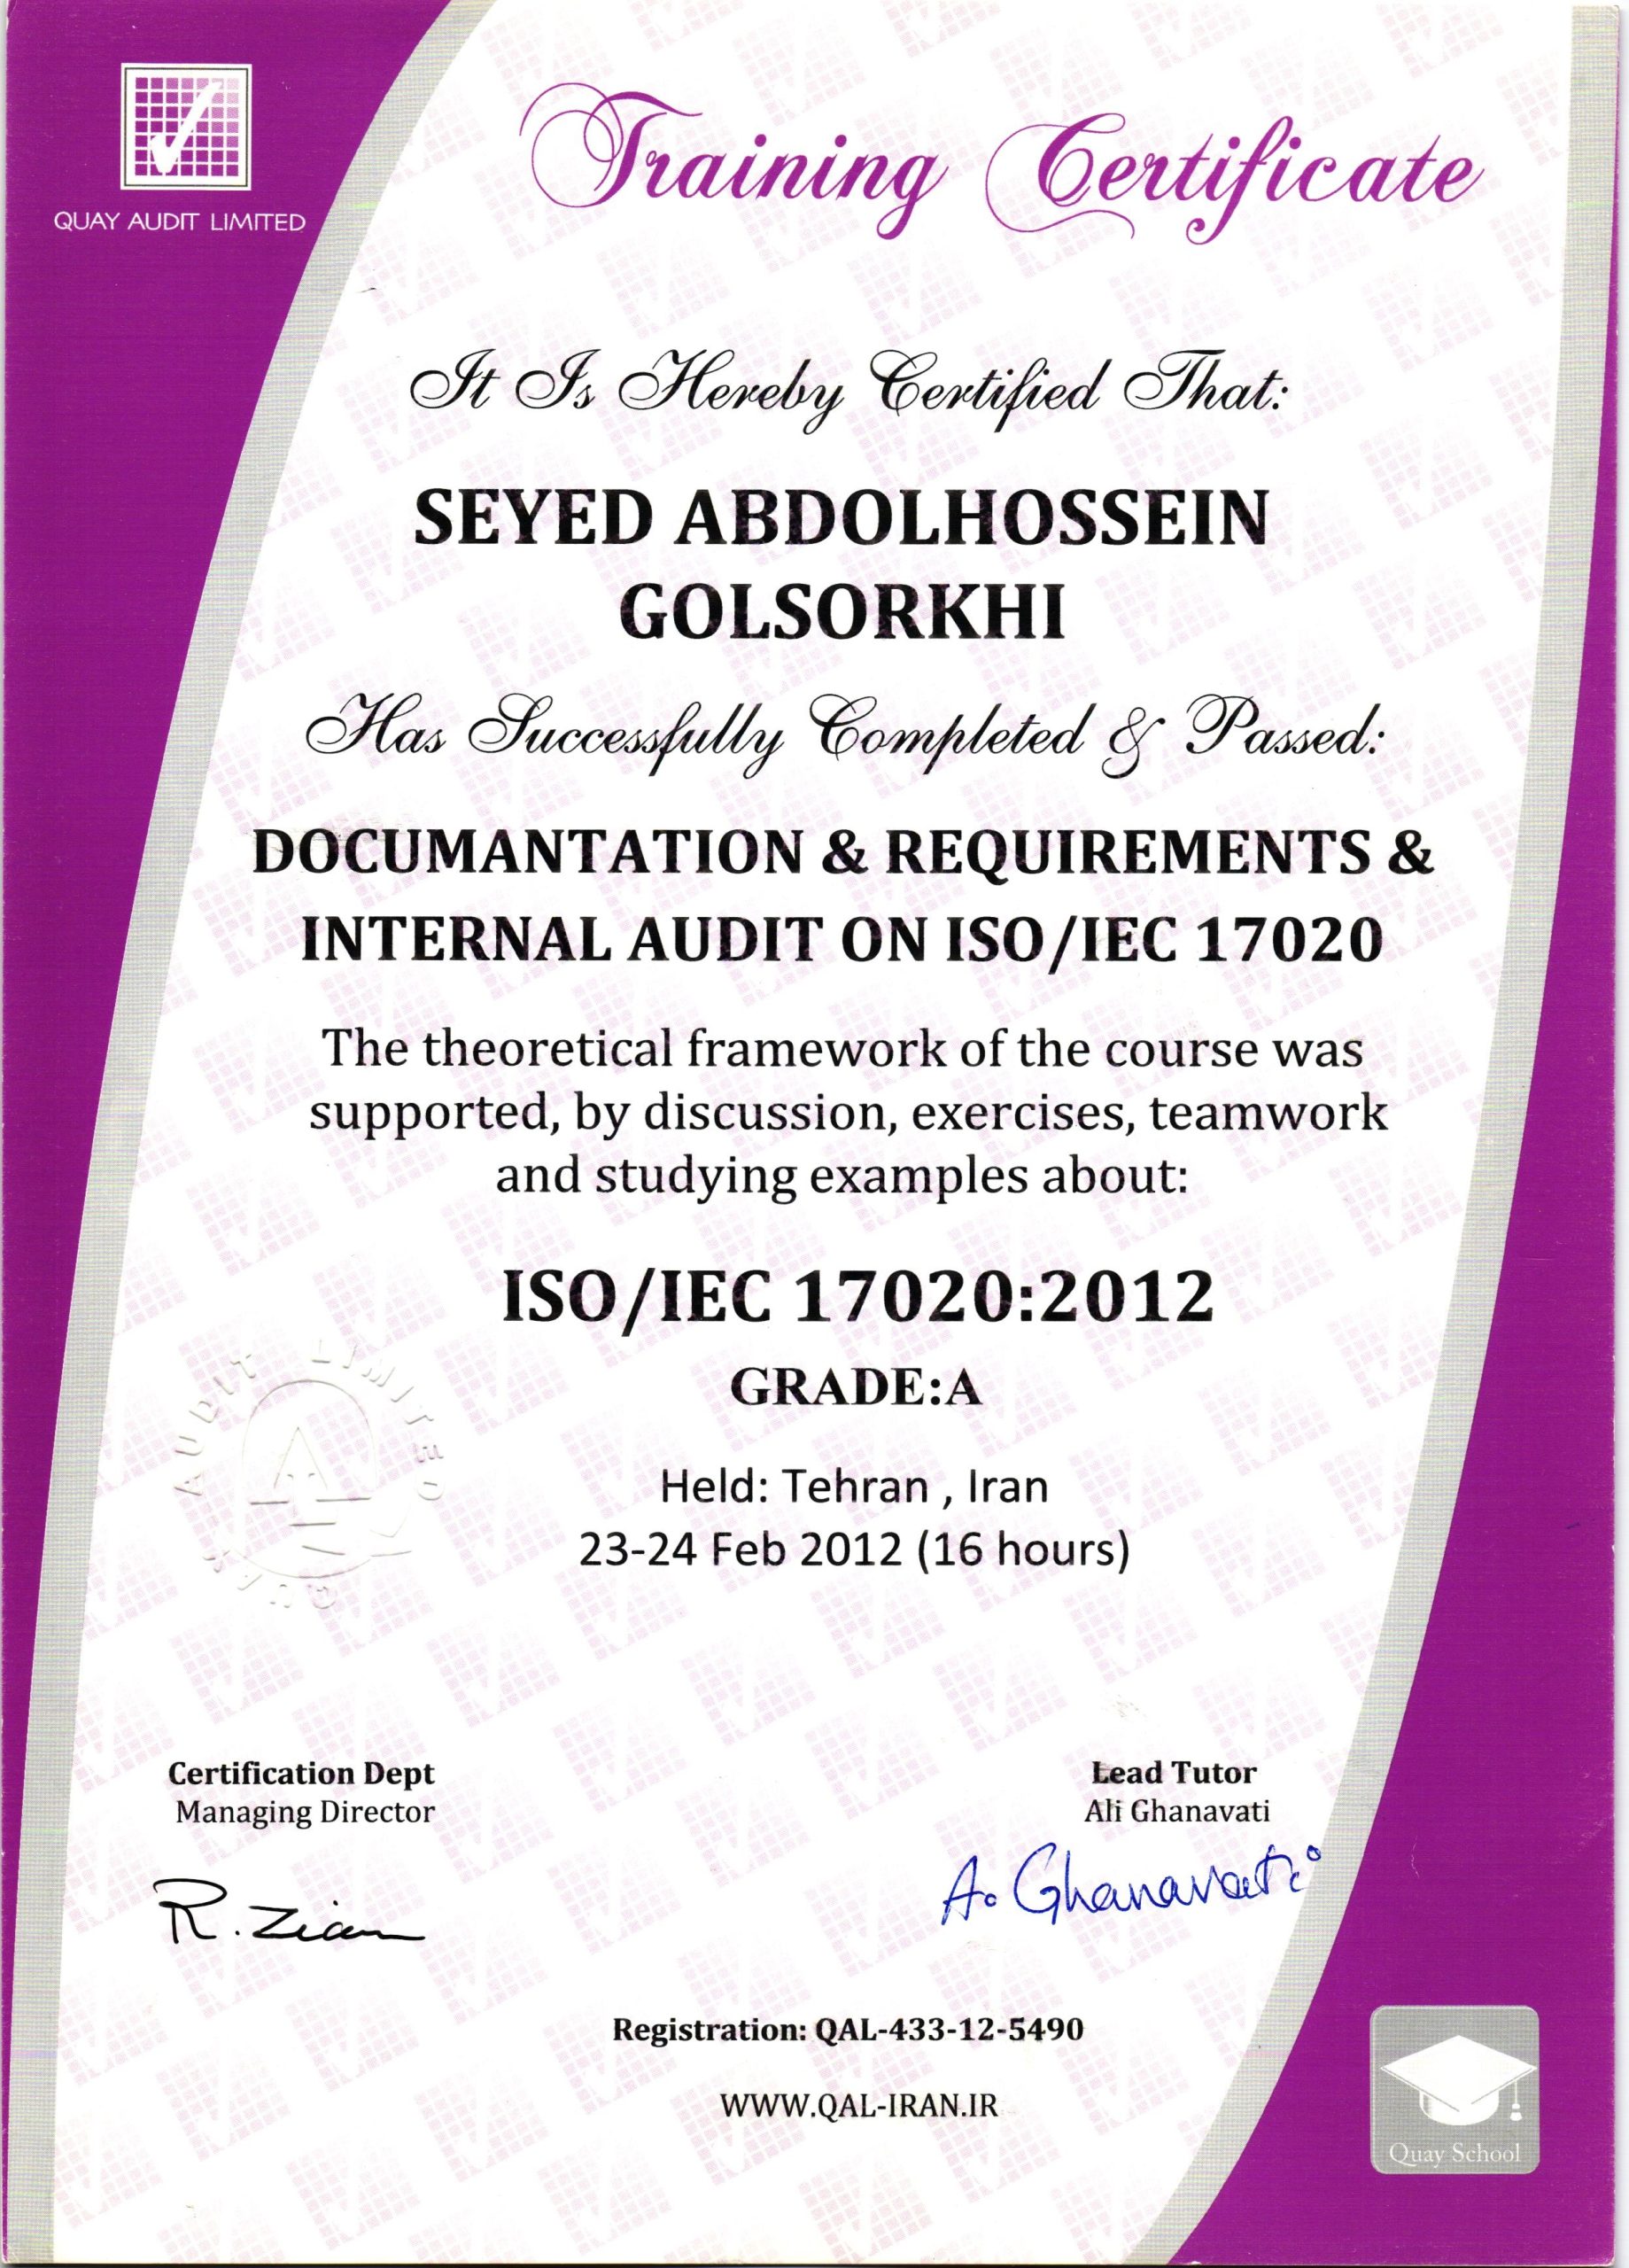 QUAY AUDIT LIMITED
Training Certificate
It Is Hereby Certified That:
SEYED ABDOLHOSSEIN
GOLSORKHI
Has Successfully Completed & Passed:
DOCUMANTATION & REQUIREMENTS &
INTERNAL AUDIT ON ISO/IEC 17020
The theoretical framework of the course was
supported, by discussion, exercises, teamwork
and studying examples about:
ISO/IEC 17020:2012
GRADE:A
QUAY AUDIT LIMITED
Held: Tehran , Iran
23-24 Feb 2012 (16 hours)
Certification Dept
Managing Director
R. Zian
Lead Tutor
Ali Ghanavati
A. Ghanavati
Registration: QAL-433-12-5490
WWW.QAL-IRAN.IR
Quay School